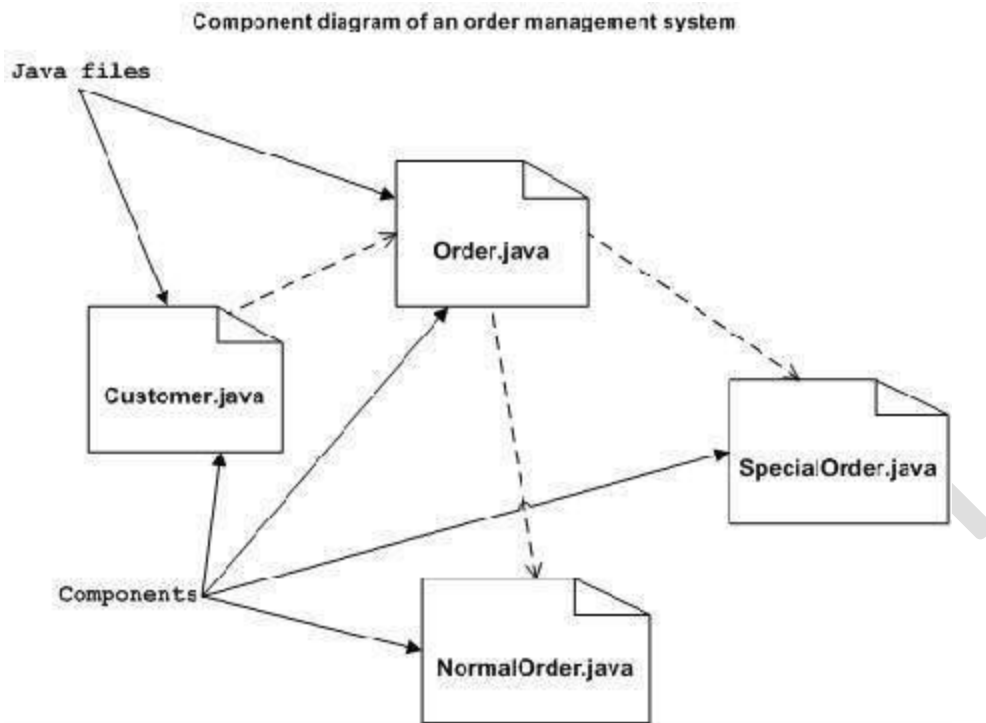 Component diagram of an order management system
Java files
Order.java
Customer.java
SpecialOrder.java
Components
NormalOrder.java